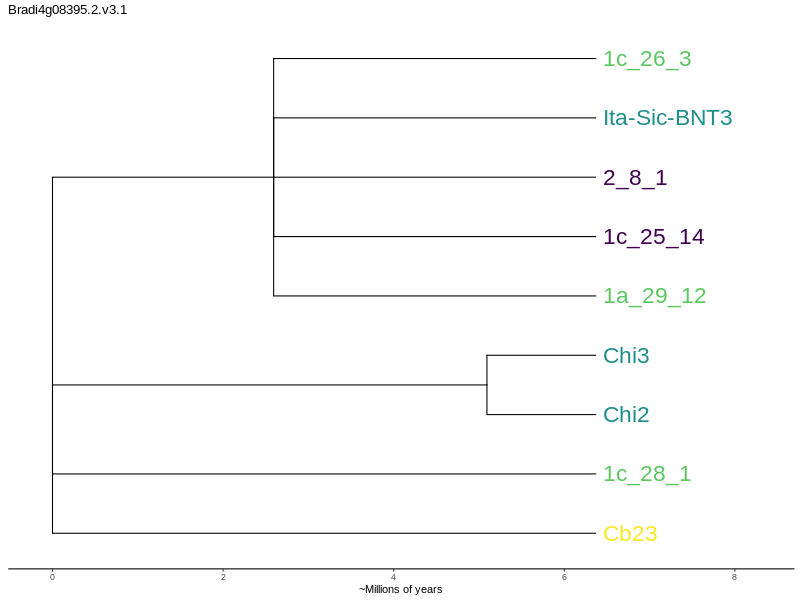 Bradi4g08395.2.v3.1
1c_26_3
Ita-Sic-BNT3
2_8_1
1c_25_14
1a_29_12
Chi3
Chi2
1c_28_1
Cb23
0 2 4 6 8
~Millions of years